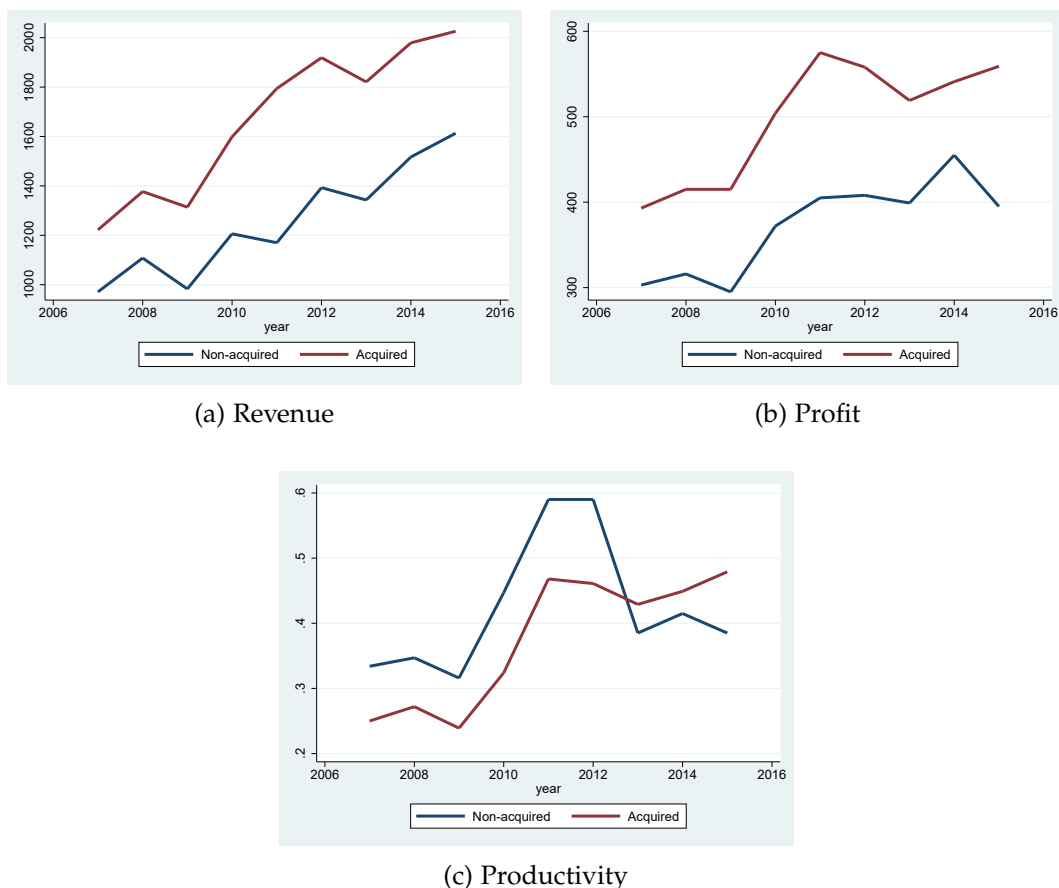 2000
1800
1600
1400
1200
1000
2006 2008 2010 2012 2014 2016
year
Non-acquired Acquired
(a) Revenue
600
500
400
300
2006 2008 2010 2012 2014 2016
year
Non-acquired Acquired
(b) Profit
.6
.5
.4
.3
.2
2006 2008 2010 2012 2014 2016
year
Non-acquired Acquired
(c) Productivity